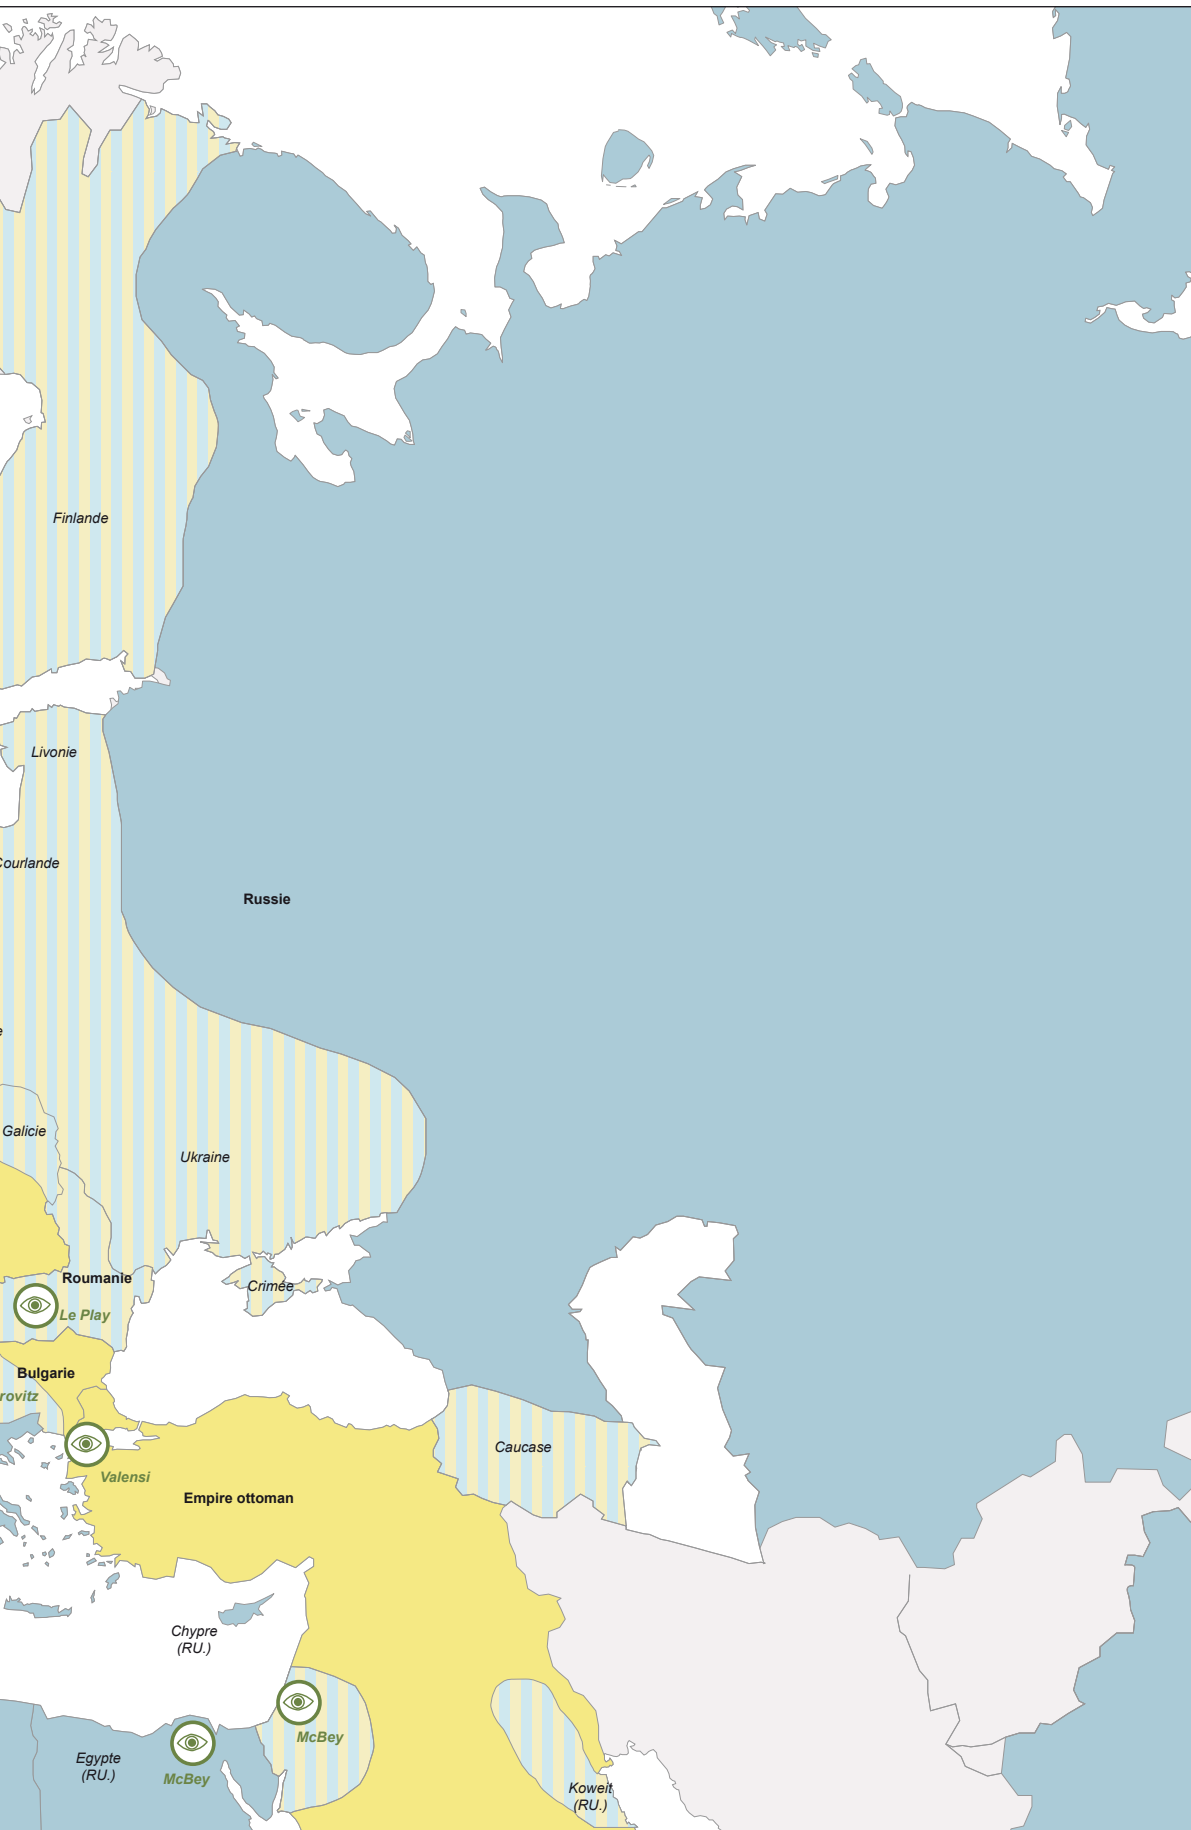 Finlande
Livonie
Courlande
Russie
e
Galicie
Ukraine
Roumanie
Crimée
Le Play
Bulgarie
rovitz
Caucase
Valensi
Empire ottoman
Chypre
(RU.)
McBey
Egypte
(RU.)
McBey
Koweit
(RU.)